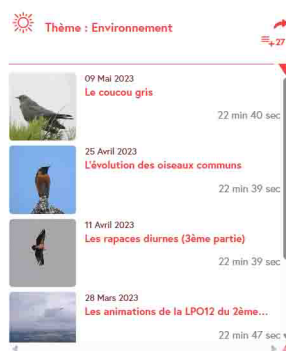 Thème : Environnement
+27
09 Mai 2023
Le coucou gris
22 min 40 sec
25 Avril 2023
L'évolution des oiseaux communs
22 min 39 sec
11 Avril 2023
Les rapaces diurnes (3ème partie)
22 min 39 sec
28 Mars 2023
Les animations de la LPO12 du 2ème...
22 min 47 sec